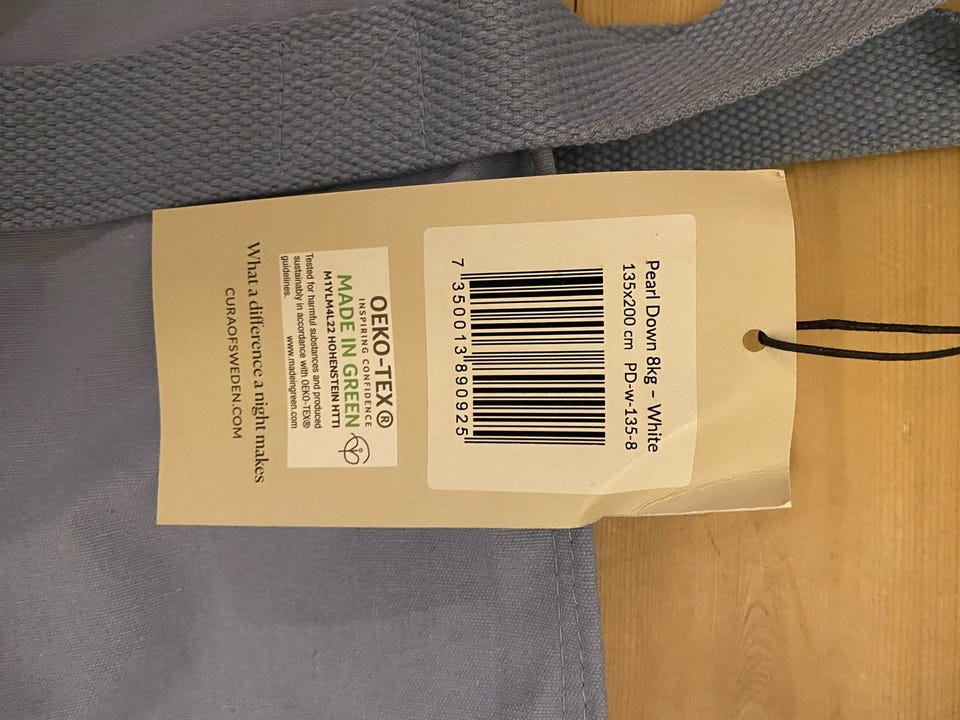 Pearl Down 8kg – White
135x200 cm PD-w-135-8
7 350013 890925
OEKO-TEX®
INSPIRING CONFIDENCE
MADE IN GREEN
M1YLM4L22 HOHENSTEIN HTTI
Tested for harmful substances and produced
sustainably in accordance with OEKO-TEX®
guidelines. www.madeingreen.com
What a difference a night makes
CURAOFSWEDEN.COM